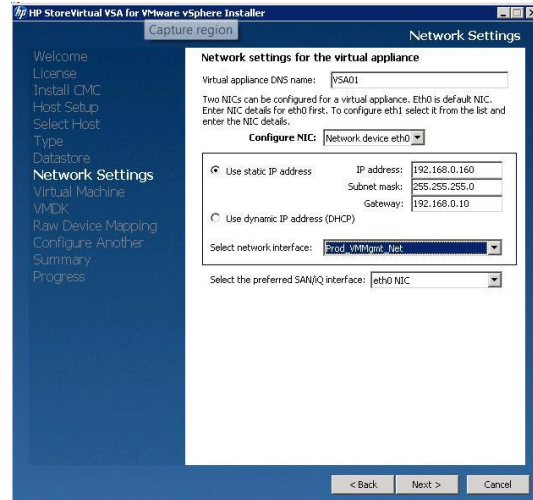 HP StoreVirtual VSA for VMware vSphere Installer
Capture region
Network Settings
Welcome
License
Install CMC
Host Setup
Select Host
Type
Datastore
Network Settings
Virtual Machine
VMDK
Raw Device Mapping
Configure Another
Summary
Progress
Network settings for the virtual appliance
Virtual appliance DNS name: VSA01
Two NICs can be configured for a virtual appliance. Eth0 is default NIC.
Enter NIC details for eth0 first. To configure eth1 select it from the list and
enter the NIC details.
Configure NIC: Network device eth0
Use static IP address IP address: 192.168.0.160
Subnet mask: 255.255.255.0
Gateway: 192.168.0.10
Use dynamic IP address (DHCP)
Select network interface: Prod_VMMgmt_Net
Select the preferred SAN/iQ interface: eth0 NIC
< Back Next > Cancel